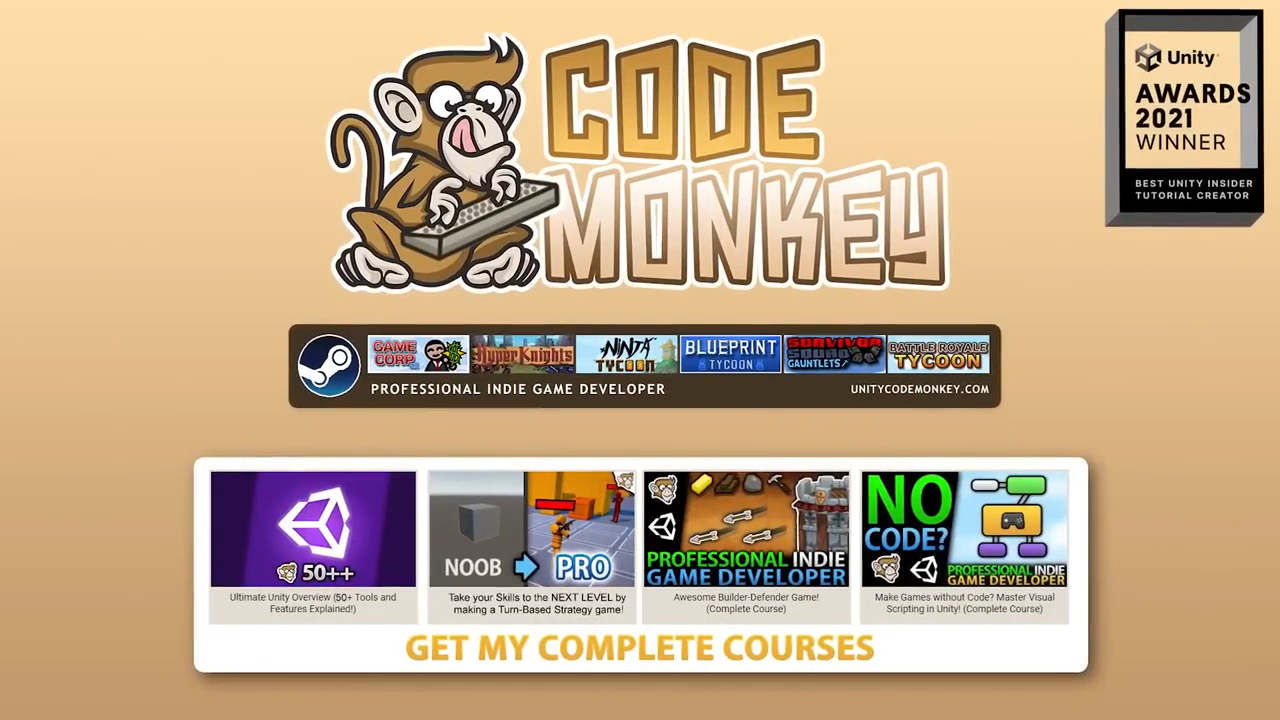 CODE
MONKEY
Unity
AWARDS
2021
WINNER
BEST UNITY INSIDER
TUTORIAL CREATOR
GAME
CORP
HYPER KNIGHTS
NINJA
TYCOON
BLUEPRINT
TYCOON
SURVIVOR
SQUAD
GAUNTLETS
BATTLE ROYALE
TYCOON
PROFESSIONAL INDIE GAME DEVELOPER
UNITYCODEMONKEY.COM
50++
Ultimate Unity Overview (50+ Tools and
Features Explained!)
NOOB
PRO
Take your Skills to the NEXT LEVEL by
making a Turn-Based Strategy game!
PROFESSIONAL INDIE
GAME DEVELOPER
Awesome Builder-Defender Game!
(Complete Course)
NO
CODE?
PROFESSIONAL INDIE
GAME DEVELOPER
Make Games without Code? Master Visual
Scripting in Unity! (Complete Course)
GET MY COMPLETE COURSES